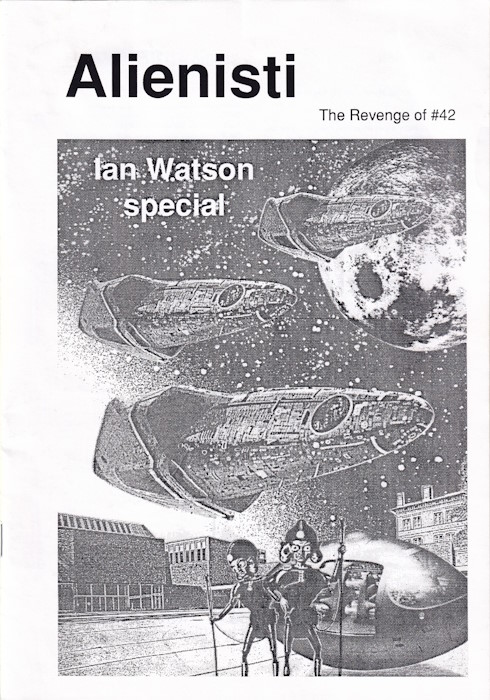 Alienisti
The Revenge of #42
Ian Watson
special